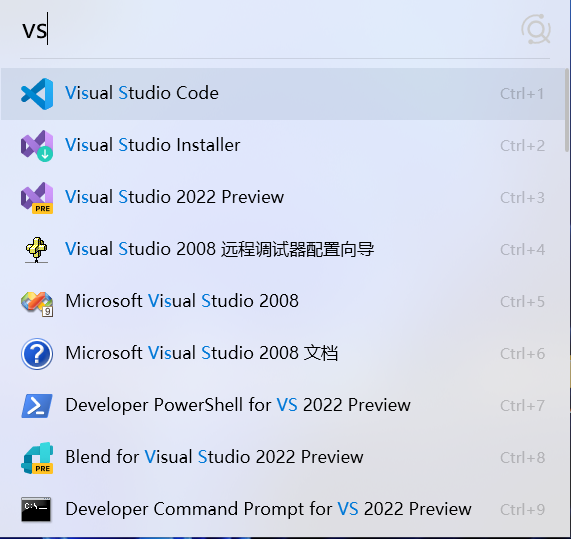 vs
Visual Studio Code Ctrl+1
Visual Studio Installer Ctrl+2
PRE Visual Studio 2022 Preview Ctrl+3
Visual Studio 2008 远程调试器配置向导 Ctrl+4
9 Microsoft Visual Studio 2008 Ctrl+5
? Microsoft Visual Studio 2008 文档 Ctrl+6
Developer PowerShell for VS 2022 Preview Ctrl+7
PRE Blend for Visual Studio 2022 Preview Ctrl+8
C:\ Developer Command Prompt for VS 2022 Preview Ctrl+9